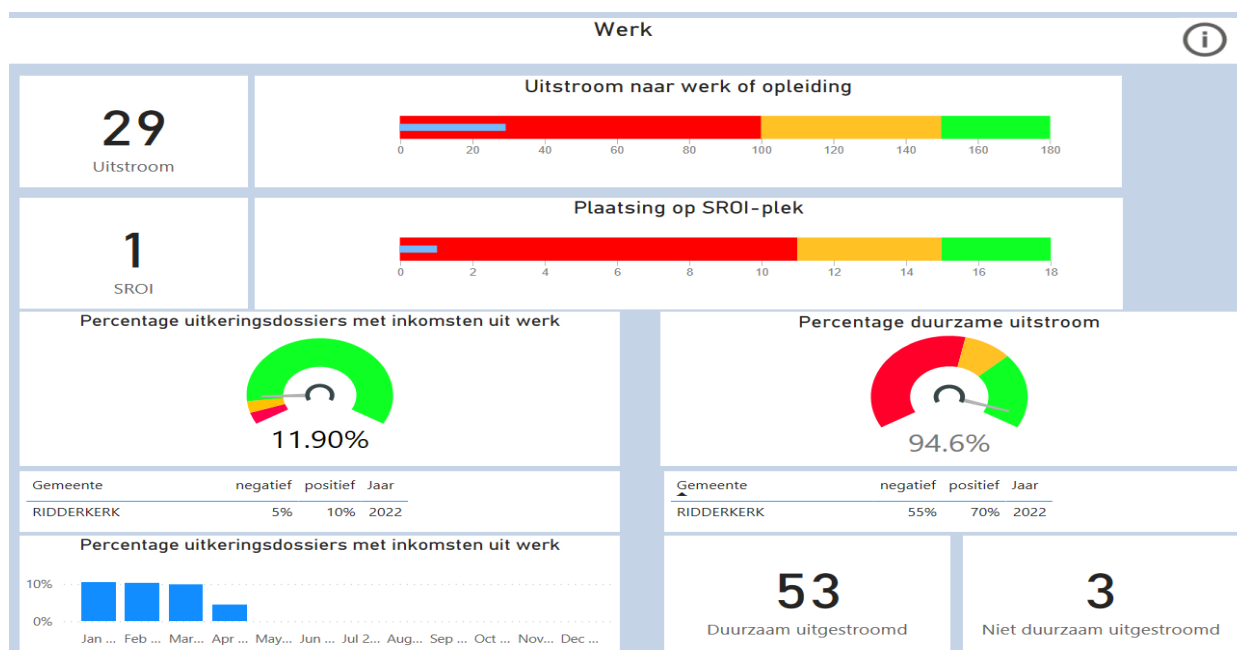 Werk
i
29
Uitstroom
Uitstroom naar werk of opleiding
0 20 40 60 80 100 120 140 160 180
1
SROI
Plaatsing op SROI-plek
0 2 4 6 8 10 12 14 16 18
Percentage uitkeringsdossiers met inkomsten uit werk
11.90%
Gemeente negatief positief Jaar
RIDDERKERK 5% 10% 2022
Percentage duurzame uitstroom
94.6%
Gemeente negatief positief Jaar
RIDDERKERK 55% 70% 2022
Percentage uitkeringsdossiers met inkomsten uit werk
10%
0%
Jan ... Feb ... Mar... Apr ... May... Jun ... Jul 2... Aug... Sep ... Oct ... Nov... Dec ...
53
Duurzaam uitgestroomd
3
Niet duurzaam uitgestroomd